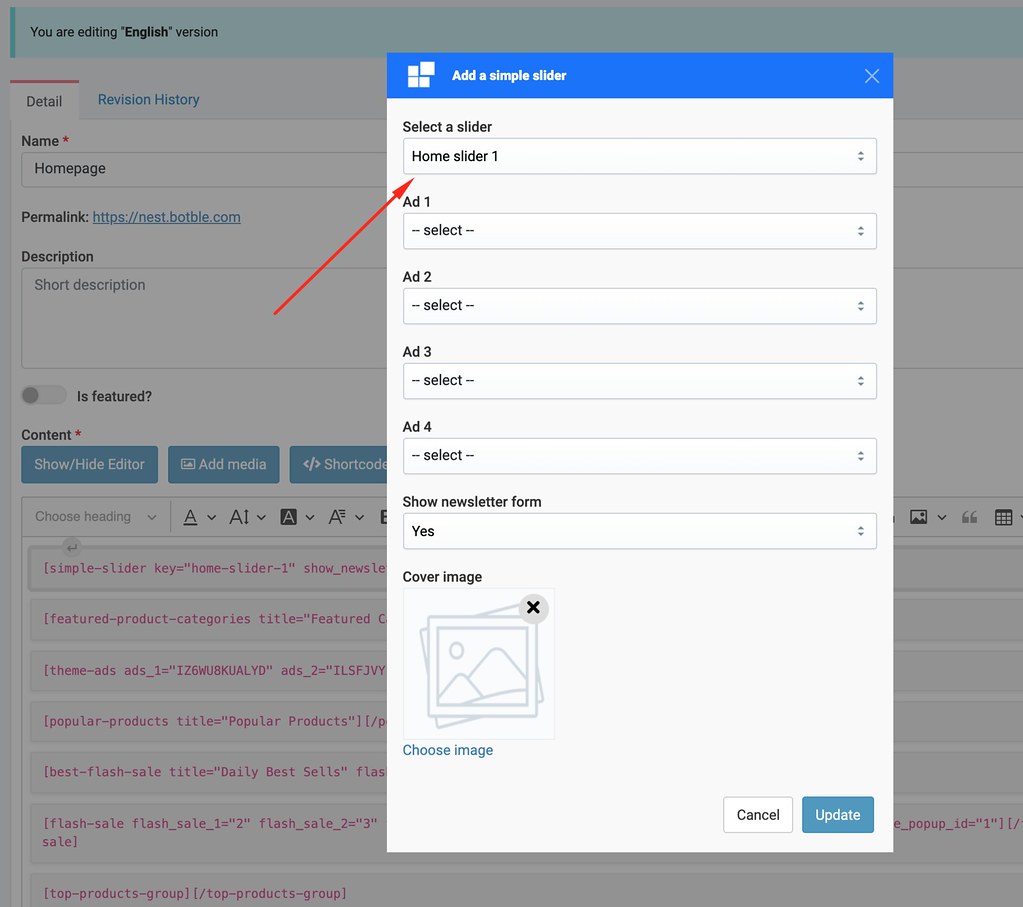 You are editing "English" version
Detail
Revision History
Name *
Homepage
Permalink: https://nest.botble.com
Description
Short description
Is featured?
Content *
Show/Hide Editor
Add media
</> Shortcode
Choose heading
[simple-slider key="home-slider-1" show_newsle
[featured-product-categories title="Featured C
[theme-ads ads_1="IZ6WU8KUALYD" ads_2="ILSFJVY
[popular-products title="Popular Products"][/p
[best-flash-sale title="Daily Best Sells" flas
[flash-sale flash_sale_1="2" flash_sale_2="3"
e_popup_id="1"][/
sale]
[top-products-group][/top-products-group]
Add a simple slider
Select a slider
Home slider 1
Ad 1
-- select --
Ad 2
-- select --
Ad 3
-- select --
Ad 4
-- select --
Show newsletter form
Yes
Cover image
Choose image
Cancel
Update